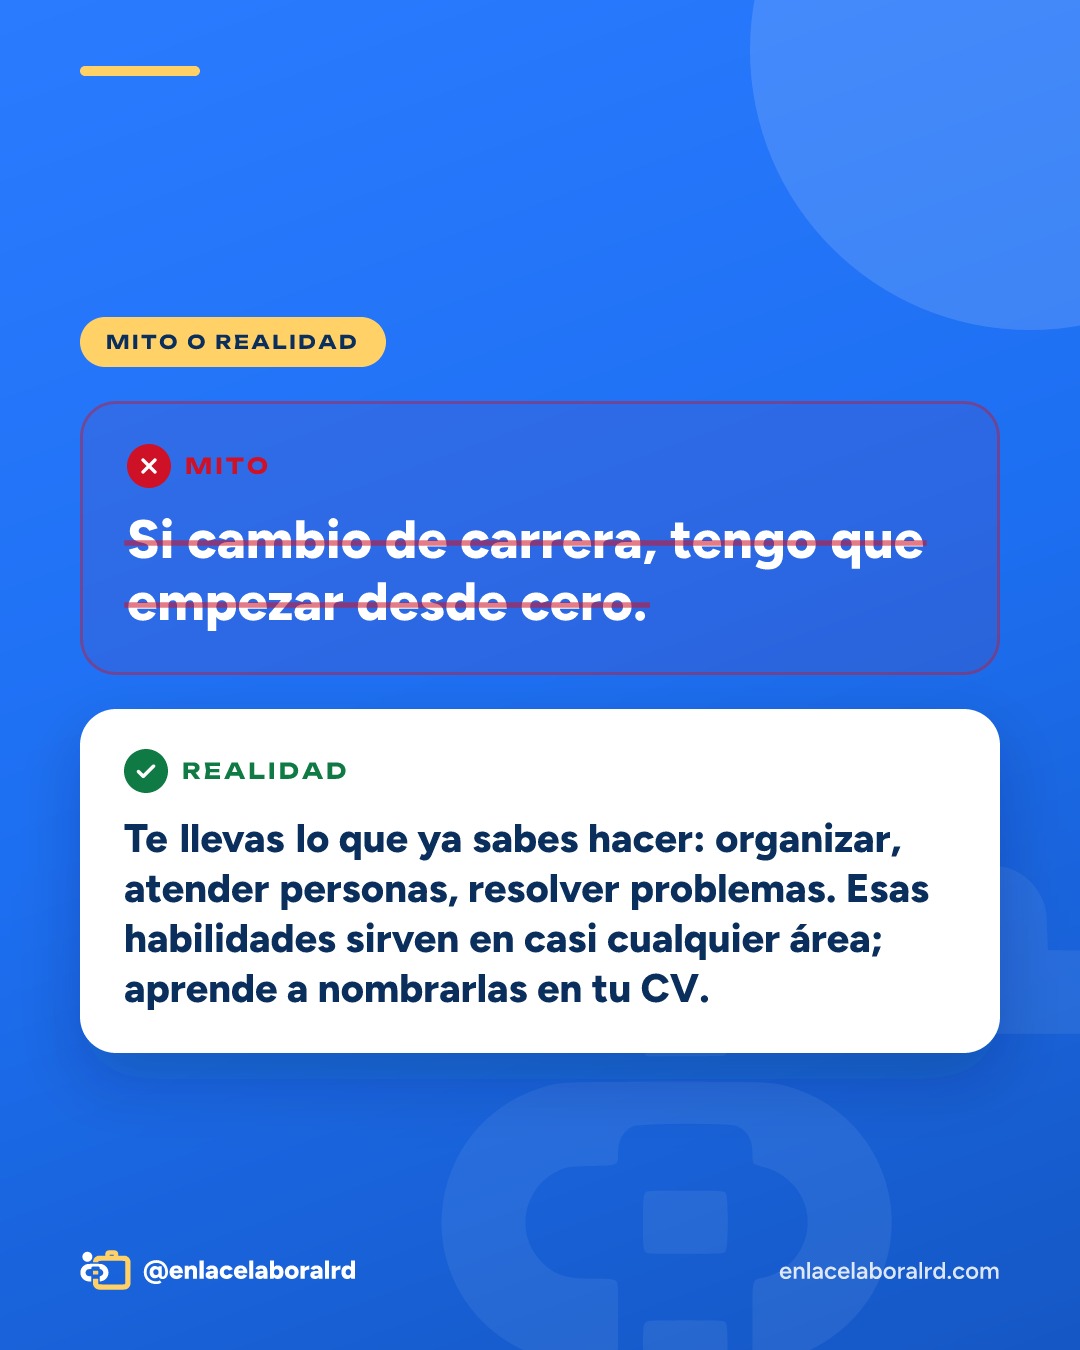 MITO O REALIDAD
MITO
Si cambio de carrera, tengo que
empezar desde cero.
REALIDAD
Te llevas lo que ya sabes hacer: organizar,
atender personas, resolver problemas. Esas
habilidades sirven en casi cualquier área;
aprende a nombrarlas en tu CV.
@enlacelaboralrd
enlacelaboralrd.com